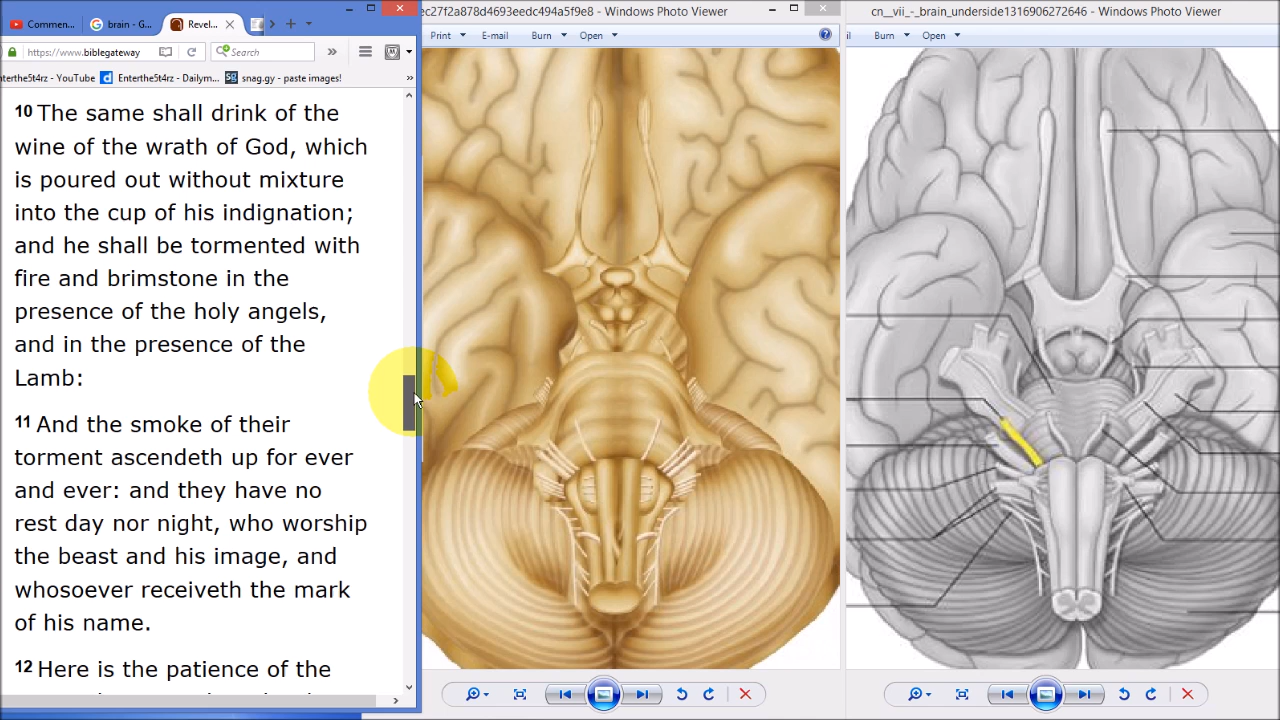 Commen...
brain - G...
Revel...
https://www.biblegateway
Search
nterthe5t4rz - YouTube
Enterthe5t4rz - Dailym...
snag.gy - paste images!
10 The same shall drink of the
wine of the wrath of God, which
is poured out without mixture
into the cup of his indignation;
and he shall be tormented with
fire and brimstone in the
presence of the holy angels,
and in the presence of the
Lamb:
11 And the smoke of their
torment ascendeth up for ever
and ever: and they have no
rest day nor night, who worship
the beast and his image, and
whosoever receiveth the mark
of his name.
12 Here is the patience of the
ec27f2a878d4693eedc494a5f9e8 - Windows Photo Viewer
Print E-mail Burn Open
cn__vii_-_brain_underside1316906272646 - Windows Photo Viewer
Burn Open